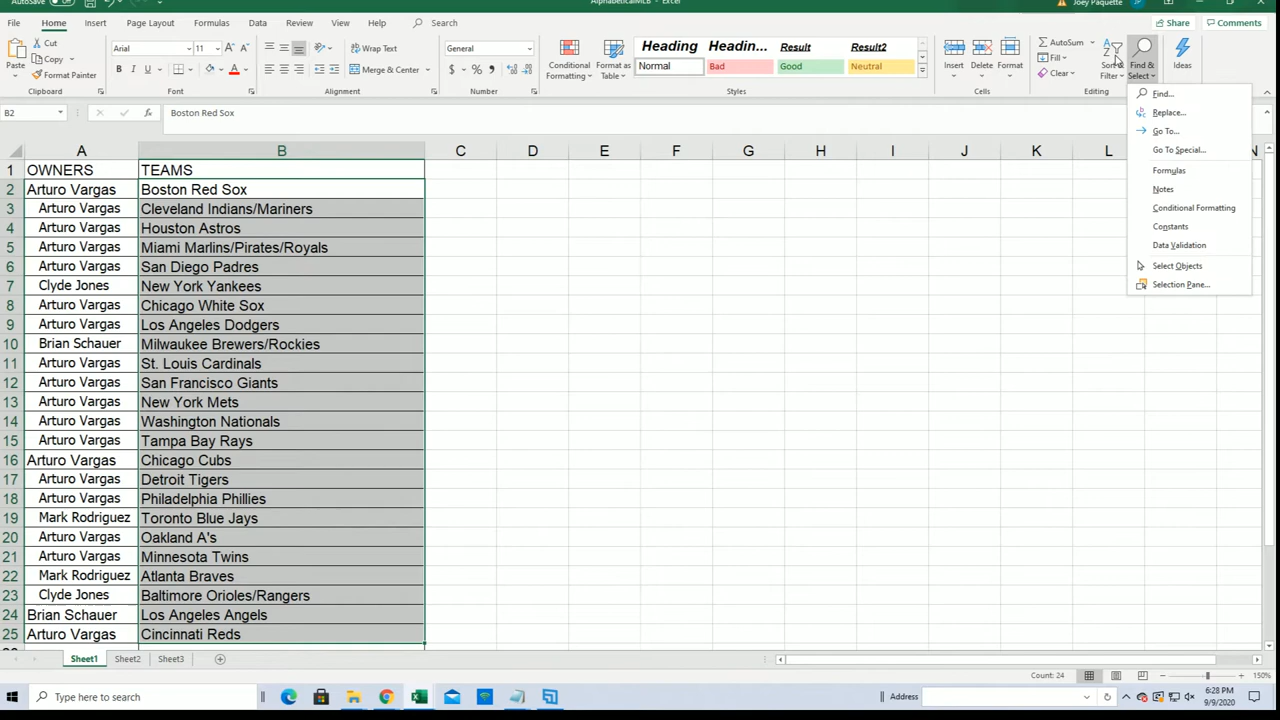 AutoSave Off AlphabeticalMLB - Excel Joey Paquette JP
File Home Insert Page Layout Formulas Data Review View Help Search Share Comments
Paste Cut Copy Format Painter Clipboard
Arial 11 A A B I U A Font
Wrap Text Merge & Center Alignment
General $ % , Number
Conditional Formatting Format as Table
Heading Headin... Result Result2
Normal Bad Good Neutral
Styles
Insert Delete Format Cells
AutoSum Fill Clear Sort & Filter Find & Select Editing
Ideas
Find...
Replace...
Go To...
Go To Special...
Formulas
Notes
Conditional Formatting
Constants
Data Validation
Select Objects
Selection Pane...
B2 fx Boston Red Sox
A B C D E F G H I J K L N
1 OWNERS TEAMS
2 Arturo Vargas Boston Red Sox
3 Arturo Vargas Cleveland Indians/Mariners
4 Arturo Vargas Houston Astros
5 Arturo Vargas Miami Marlins/Pirates/Royals
6 Arturo Vargas San Diego Padres
7 Clyde Jones New York Yankees
8 Arturo Vargas Chicago White Sox
9 Arturo Vargas Los Angeles Dodgers
10 Brian Schauer Milwaukee Brewers/Rockies
11 Arturo Vargas St. Louis Cardinals
12 Arturo Vargas San Francisco Giants
13 Arturo Vargas New York Mets
14 Arturo Vargas Washington Nationals
15 Arturo Vargas Tampa Bay Rays
16 Arturo Vargas Chicago Cubs
17 Arturo Vargas Detroit Tigers
18 Arturo Vargas Philadelphia Phillies
19 Mark Rodriguez Toronto Blue Jays
20 Arturo Vargas Oakland A's
21 Arturo Vargas Minnesota Twins
22 Mark Rodriguez Atlanta Braves
23 Clyde Jones Baltimore Orioles/Rangers
24 Brian Schauer Los Angeles Angels
25 Arturo Vargas Cincinnati Reds
Sheet1 Sheet2 Sheet3
Count: 24 150%
Type here to search Address 6:28 PM
9/9/2020